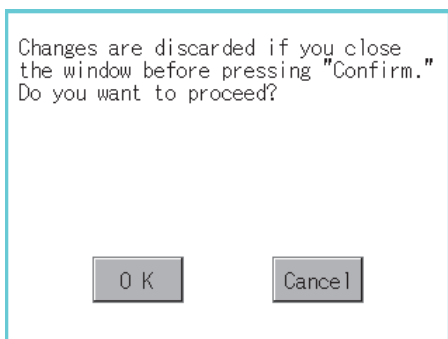 Changes are discarded if you close
the window before pressing "Confirm."
Do you want to proceed?
O K
Cancel